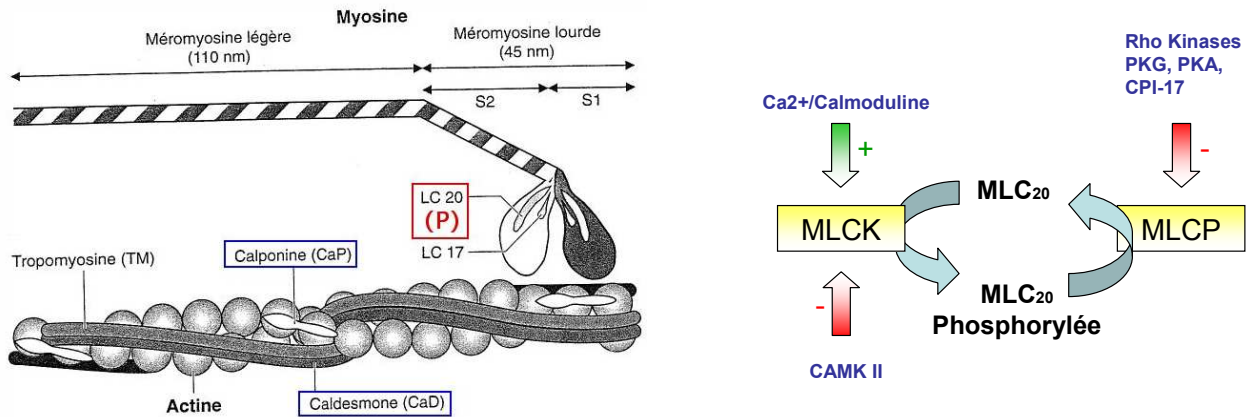 Myosine
Méromyosine légère
(110 nm)
Méromyosine lourde
(45 nm)
S2
S1
LC 20
(P)
LC 17
Calponine (CaP)
Tropomyosine (TM)
Actine
Caldesmone (CaD)
Rho Kinases
PKG, PKA,
CPI-17
Ca2+/Calmoduline
+
-
MLC20
MLCK
MLCP
-
MLC20
Phosphorylée
CAMK II